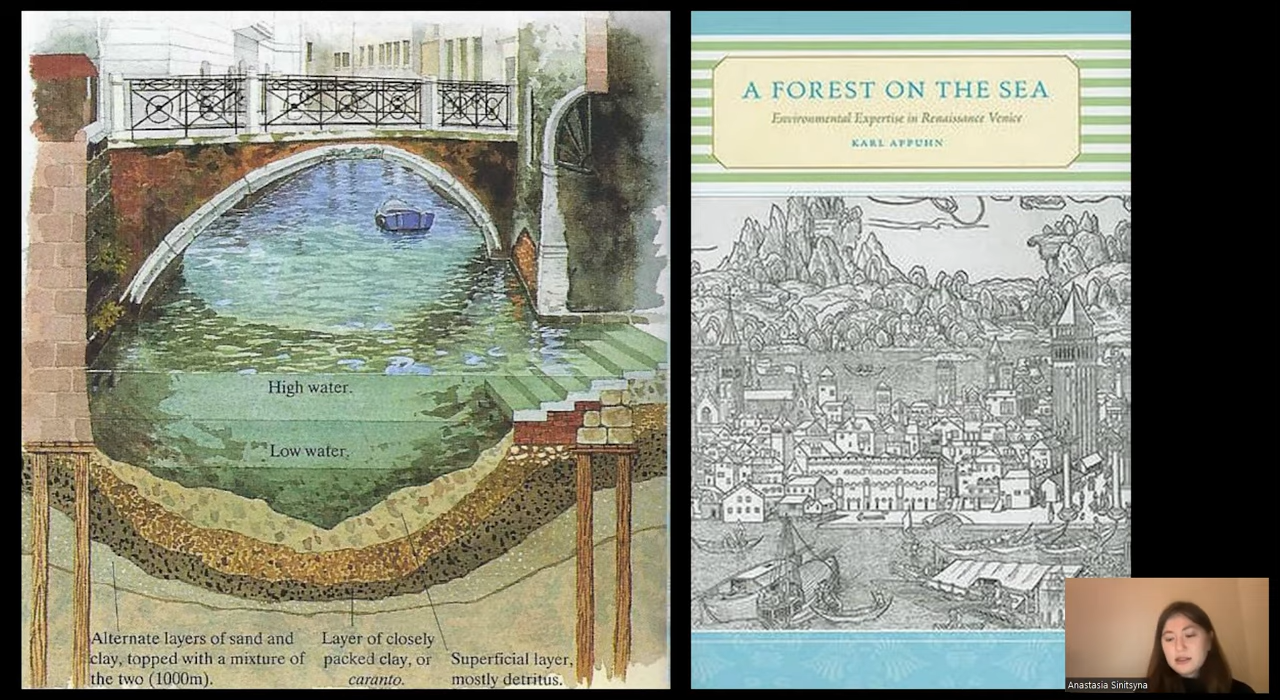 High water.
Low water.
Alternate layers of sand and
clay, topped with a mixture of
the two (1000m).
Layer of closely
packed clay, or
caranto.
Superficial layer,
mostly detritus.
A FOREST ON THE SEA
Environmental Expertise in Renaissance Venice
KARL APPUHN
Anastasia Sinitsyna